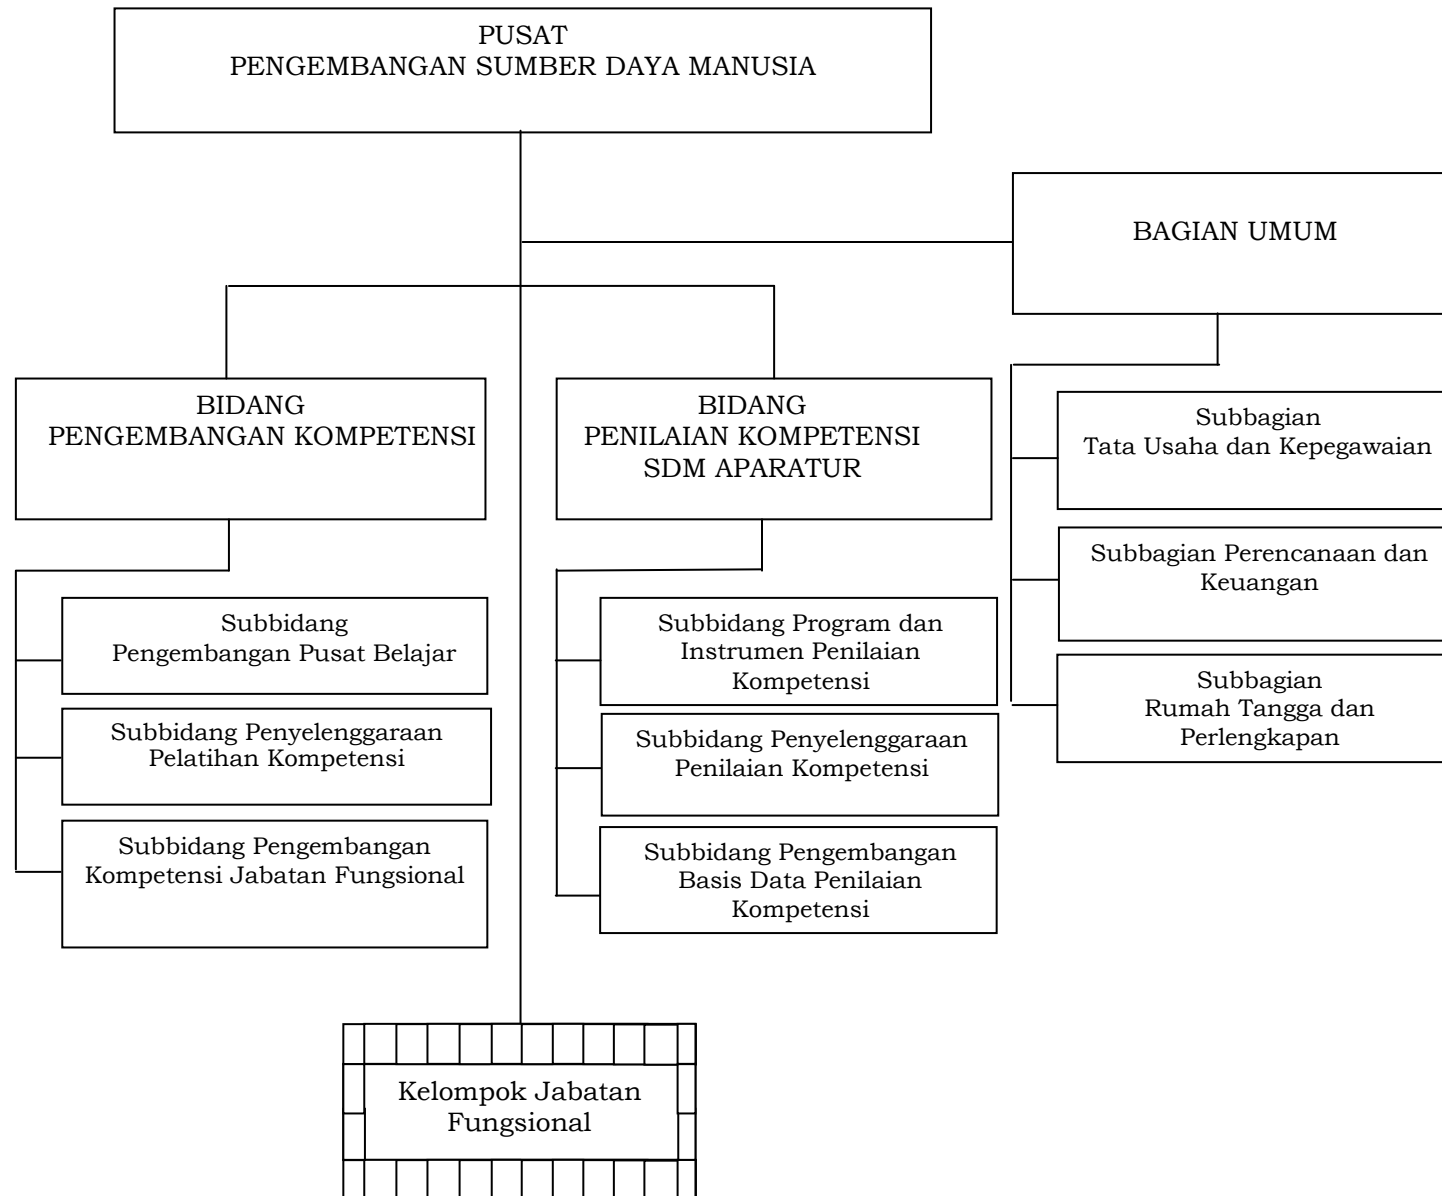 PUSAT
PENGEMBANGAN SUMBER DAYA MANUSIA
BAGIAN UMUM
BIDANG
PENGEMBANGAN KOMPETENSI
BIDANG
PENILAIAN KOMPETENSI
SDM APARATUR
Subbagian
Tata Usaha dan Kepegawaian
Subbagian Perencanaan dan
Keuangan
Subbagian
Rumah Tangga dan
Perlengkapan
Subbidang
Pengembangan Pusat Belajar
Subbidang Penyelenggaraan
Pelatihan Kompetensi
Subbidang Pengembangan
Kompetensi Jabatan Fungsional
Subbidang Program dan
Instrumen Penilaian
Kompetensi
Subbidang Penyelenggaraan
Penilaian Kompetensi
Subbidang Pengembangan
Basis Data Penilaian
Kompetensi
Kelompok Jabatan
Fungsional